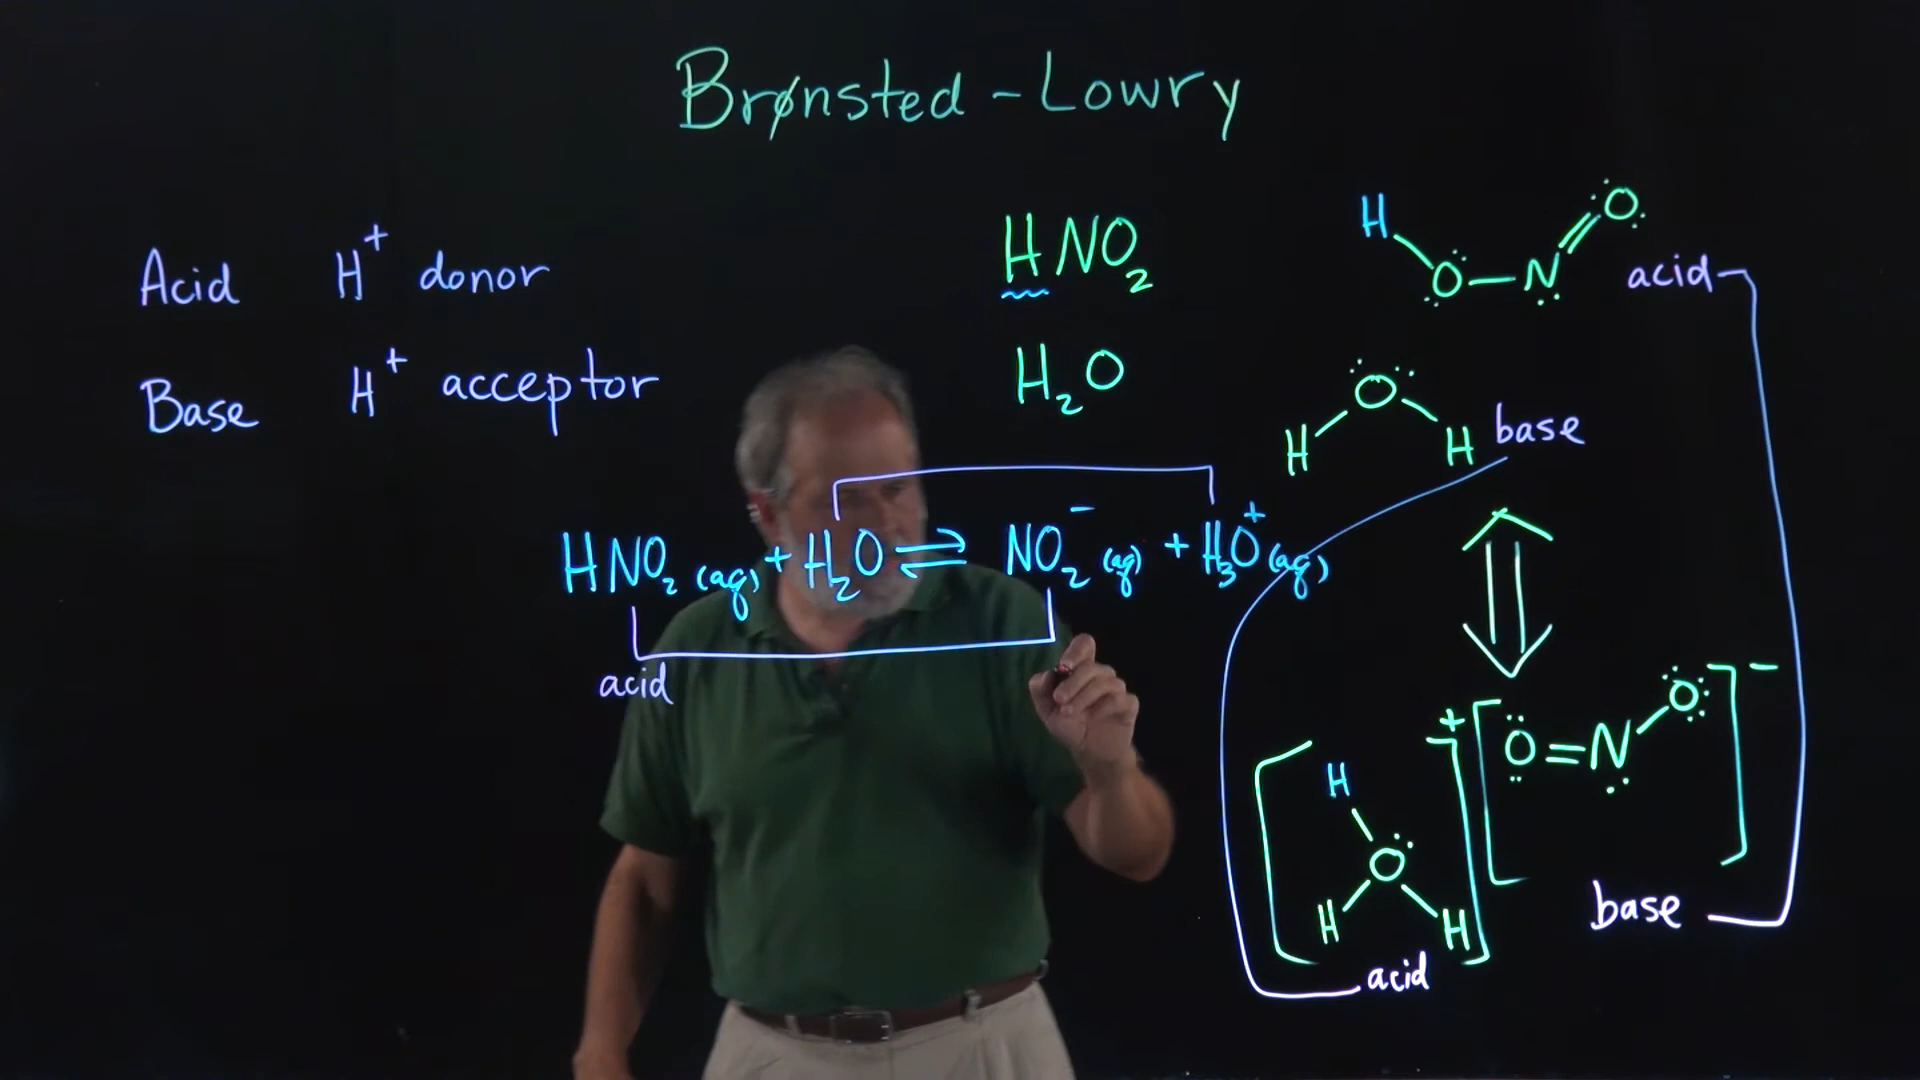 Brønsted - Lowry
Acid H⁺ donor
Base H⁺ acceptor
HNO₂
H₂O
H
O
N
O
acid
O
H
H
base
HNO₂ (aq) + H₂O ⇌ NO₂⁻ (aq) + H₃O⁺ (aq)
acid
H
O
H
H
+
acid
O
N
O
−
base